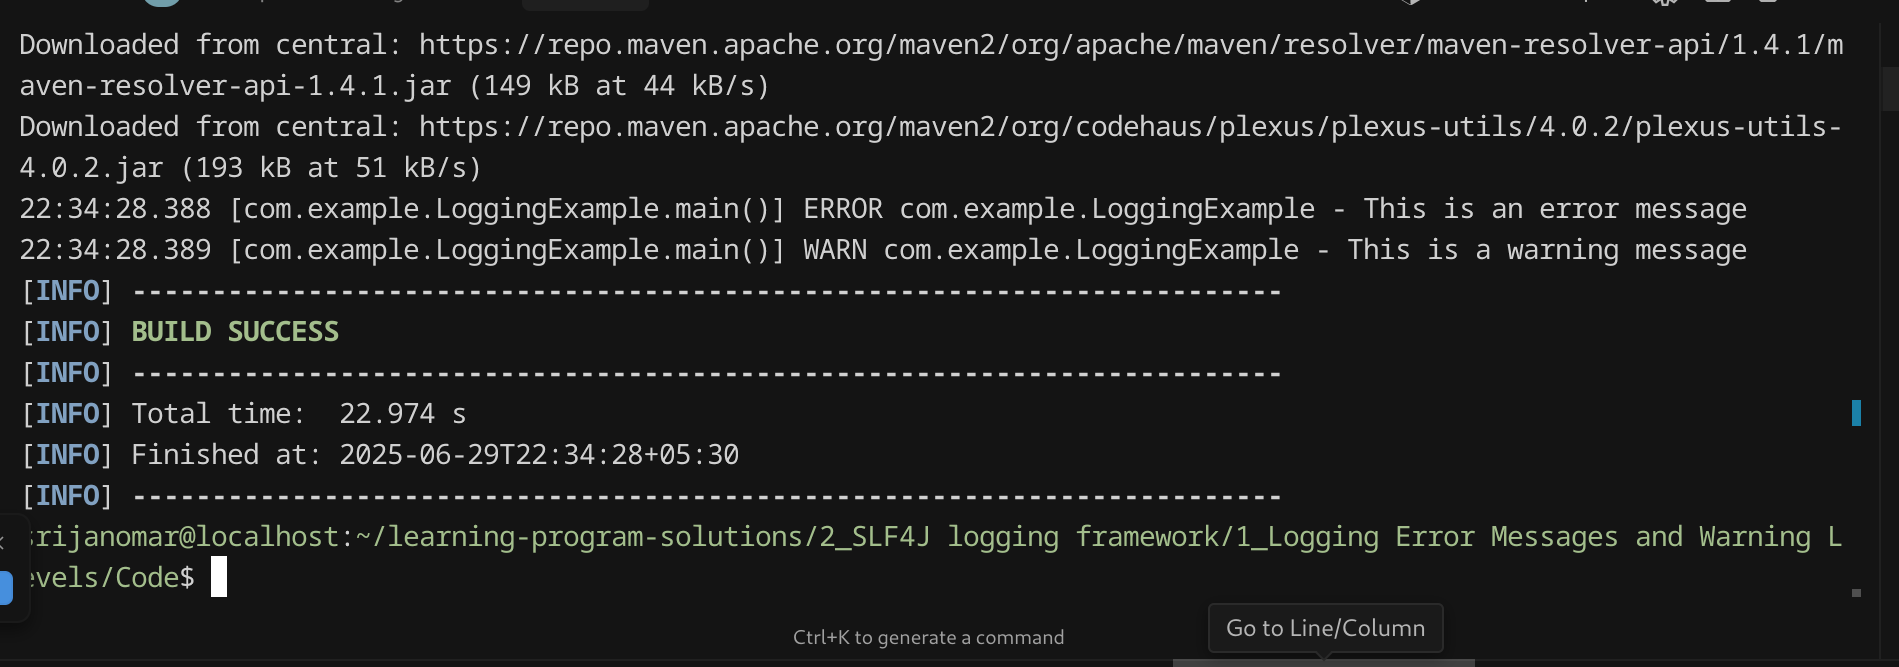 Downloaded from central: https://repo.maven.apache.org/maven2/org/apache/maven/resolver/maven-resolver-api/1.4.1/m
aven-resolver-api-1.4.1.jar (149 kB at 44 kB/s)
Downloaded from central: https://repo.maven.apache.org/maven2/org/codehaus/plexus/plexus-utils/4.0.2/plexus-utils-
4.0.2.jar (193 kB at 51 kB/s)
22:34:28.388 [com.example.LoggingExample.main()] ERROR com.example.LoggingExample - This is an error message
22:34:28.389 [com.example.LoggingExample.main()] WARN com.example.LoggingExample - This is a warning message
[INFO] ------------------------------------------------------------------------
[INFO] BUILD SUCCESS
[INFO] ------------------------------------------------------------------------
[INFO] Total time:  22.974 s
[INFO] Finished at: 2025-06-29T22:34:28+05:30
[INFO] ------------------------------------------------------------------------
srijanomar@localhost:~/learning-program-solutions/2_SLF4J logging framework/1_Logging Error Messages and Warning L
evels/Code$
Ctrl+K to generate a command
Go to Line/Column